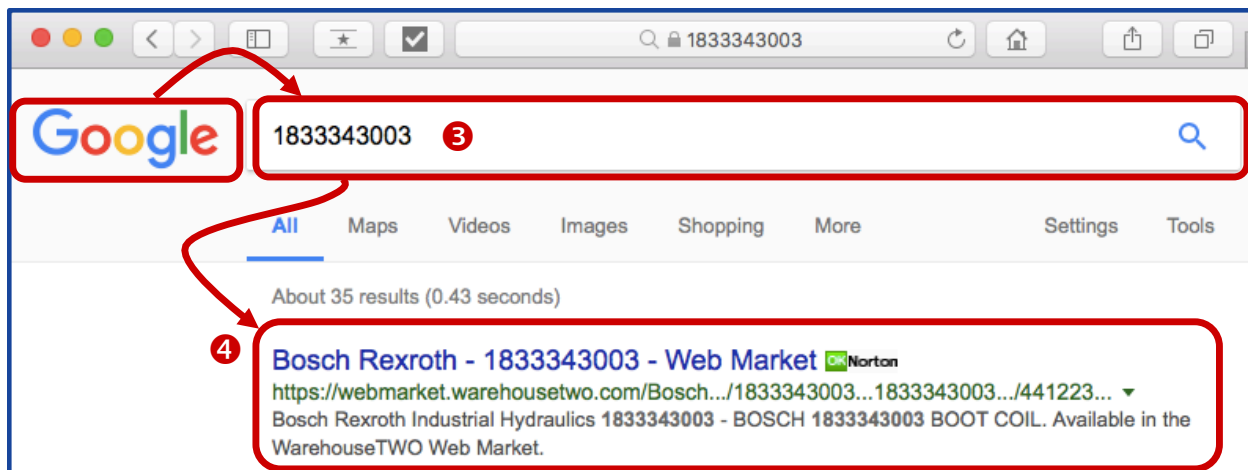 1833343003
Google 1833343003 ❸
All Maps Videos Images Shopping More Settings Tools
About 35 results (0.43 seconds)
❹ Bosch Rexroth - 1833343003 - Web Market OK Norton
https://webmarket.warehousetwo.com/Bosch.../1833343003...1833343003.../441223...
Bosch Rexroth Industrial Hydraulics 1833343003 - BOSCH 1833343003 BOOT COIL. Available in the
WarehouseTWO Web Market.